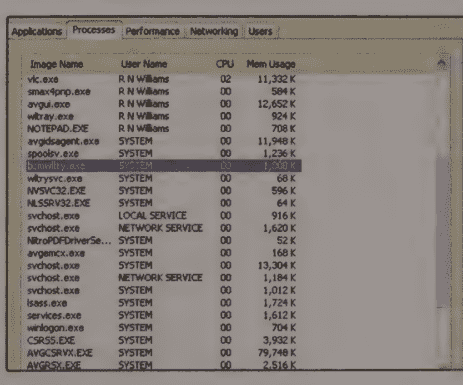 Applications Processes Performance Networking Users
Image Name User Name CPU Mem Usage
vlc.exe R N Williams 02 11,332 K
smax4pnp.exe R N Williams 00 584 K
avgui.exe R N Williams 00 12,652 K
wltray.exe R N Williams 00 924 K
NOTEPAD.EXE R N Williams 00 708 K
avgidsagent.exe SYSTEM 00 11,948 K
spoolsv.exe SYSTEM 00 1,236 K
bcmwltry.exe SYSTEM 00 1,008 K
wltrysvc.exe SYSTEM 00 68 K
NVSVC32.EXE SYSTEM 00 596 K
NLSSRV32.EXE SYSTEM 00 64 K
svchost.exe LOCAL SERVICE 00 916 K
svchost.exe NETWORK SERVICE 00 1,620 K
NitroPDFDriverSe... SYSTEM 00 52 K
avgemcx.exe SYSTEM 00 168 K
svchost.exe SYSTEM 00 13,304 K
svchost.exe NETWORK SERVICE 00 1,184 K
svchost.exe SYSTEM 00 1,012 K
lsass.exe SYSTEM 00 1,724 K
services.exe SYSTEM 00 1,612 K
winlogon.exe SYSTEM 00 704 K
CSRSS.EXE SYSTEM 00 3,932 K
AVGCSRVX.EXE SYSTEM 00 79,748 K
AVGRSX.EXE SYSTEM 00 2,516 K